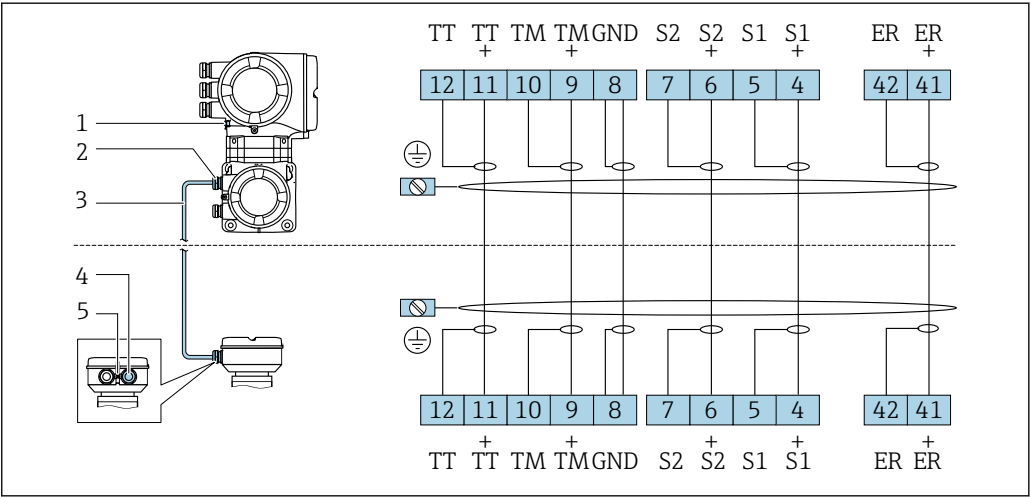 TT TT TM TM GND S2 S2 S1 S1 ER ER
+ + + + +
12 11 10 9 8 7 6 5 4 42 41
1
2
3
4
5
12 11 10 9 8 7 6 5 4 42 41
+ + + + +
TT TT TM TM GND S2 S2 S1 S1 ER ER